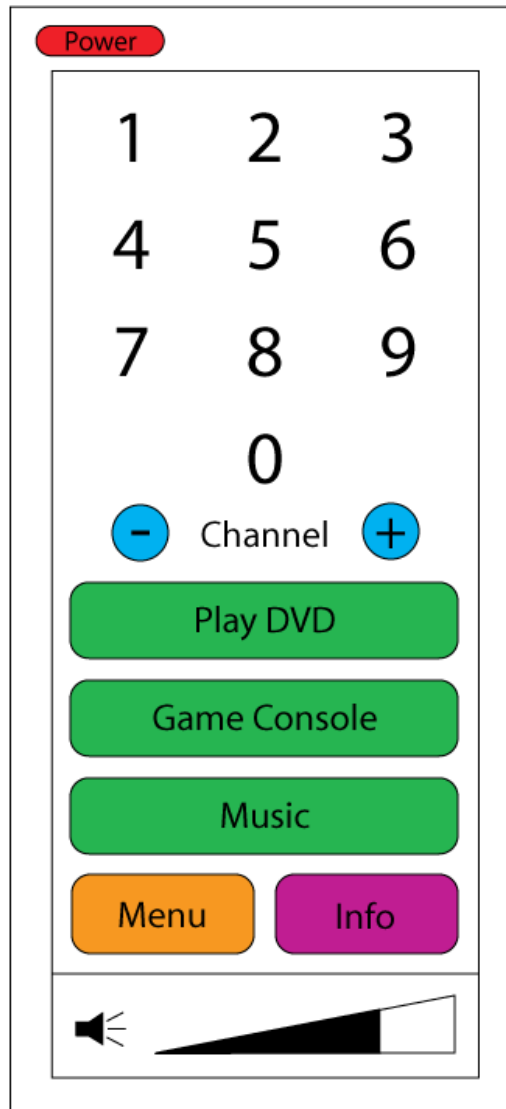 Power
1 2 3
4 5 6
7 8 9
0
- Channel +
Play DVD
Game Console
Music
Menu Info